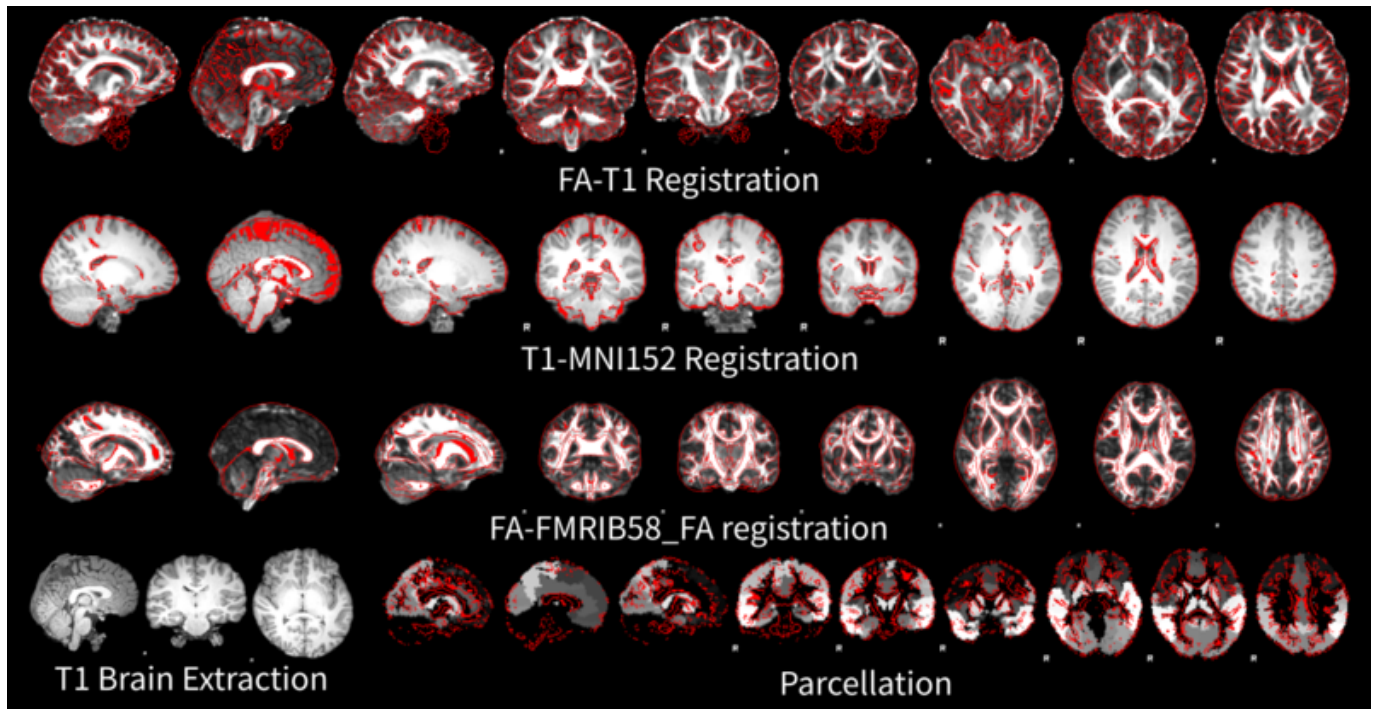 FA-T1 Registration
R R R
T1-MNI152 Registration
FA-FMRIB58_FA registration
R R R
R R R
T1 Brain Extraction
Parcellation